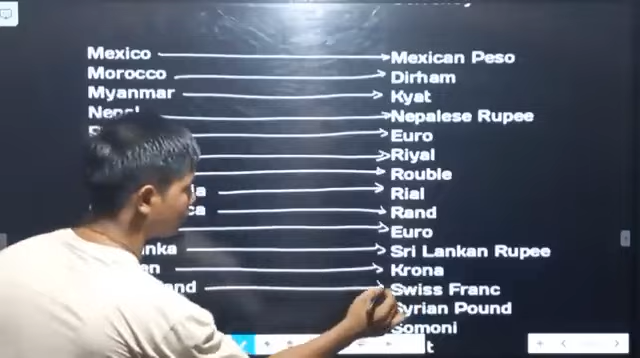 Mexico Mexican Peso
Morocco Dirham
Myanmar Kyat
Nepal Nepalese Rupee
Euro
Riyal
Rouble
Rial
Rand
Euro
Sri Lankan Rupee
Krona
Swiss Franc
Syrian Pound
Somoni